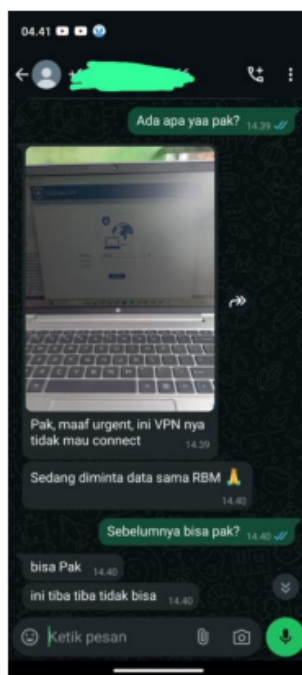 04.41
Ada apa yaa pak? 14.39
Pak, maaf urgent, ini VPN nya
tidak mau connect 14.39
Sedang diminta data sama RBM 🙏
14.40
Sebelumnya bisa pak? 14.40
bisa Pak 14.40
ini tiba tiba tidak bisa 14.40
Ketik pesan